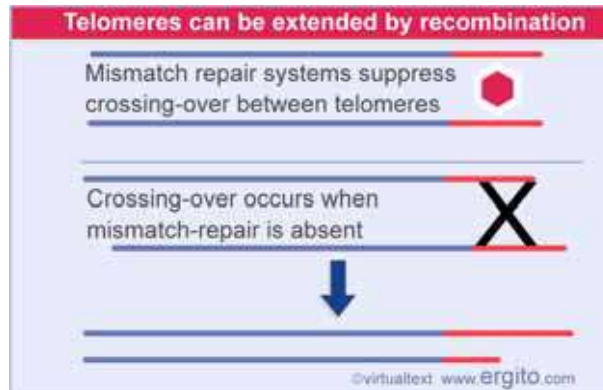 Telomeres can be extended by recombination
Mismatch repair systems suppress
crossing-over between telomeres
Crossing-over occurs when
mismatch-repair is absent
©virtualtext www.ergito.com